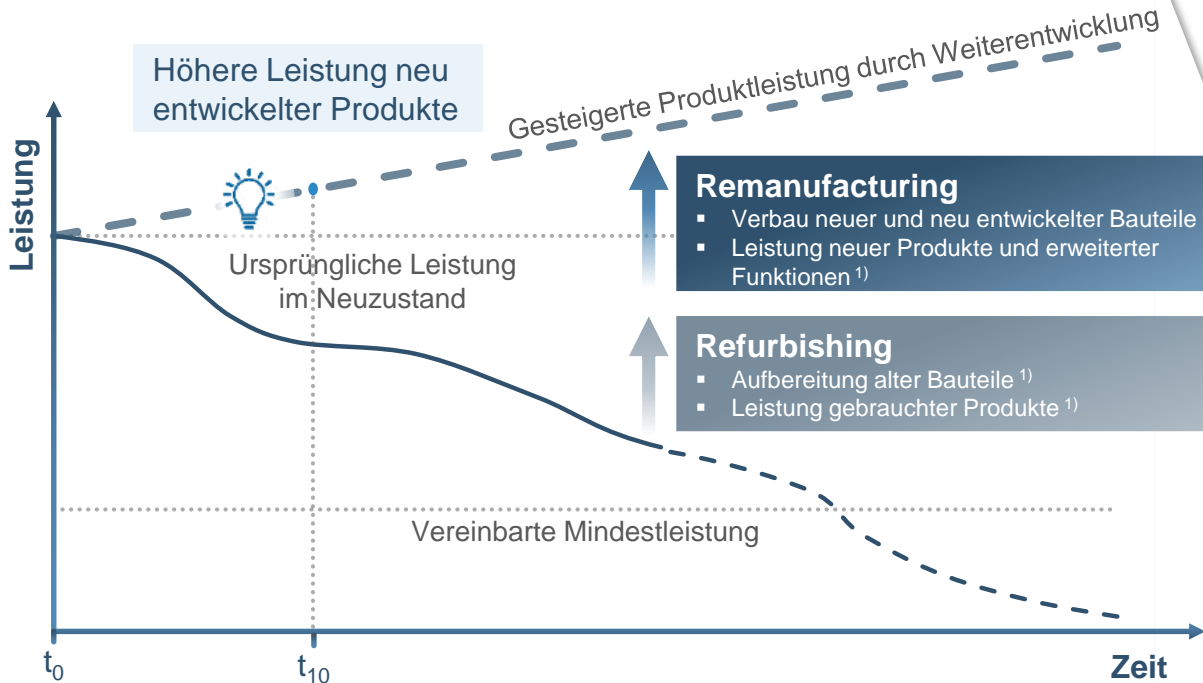 Höhere Leistung neu
entwickelter Produkte
Gesteigerte Produktleistung durch Weiterentwicklung
Leistung
Remanufacturing
▪ Verbau neuer und neu entwickelter Bauteile
▪ Leistung neuer Produkte und erweiterter
Funktionen 1)
Ursprüngliche Leistung
im Neuzustand
Refurbishing
▪ Aufbereitung alter Bauteile 1)
▪ Leistung gebrauchter Produkte 1)
Vereinbarte Mindestleistung
t0
t10
Zeit